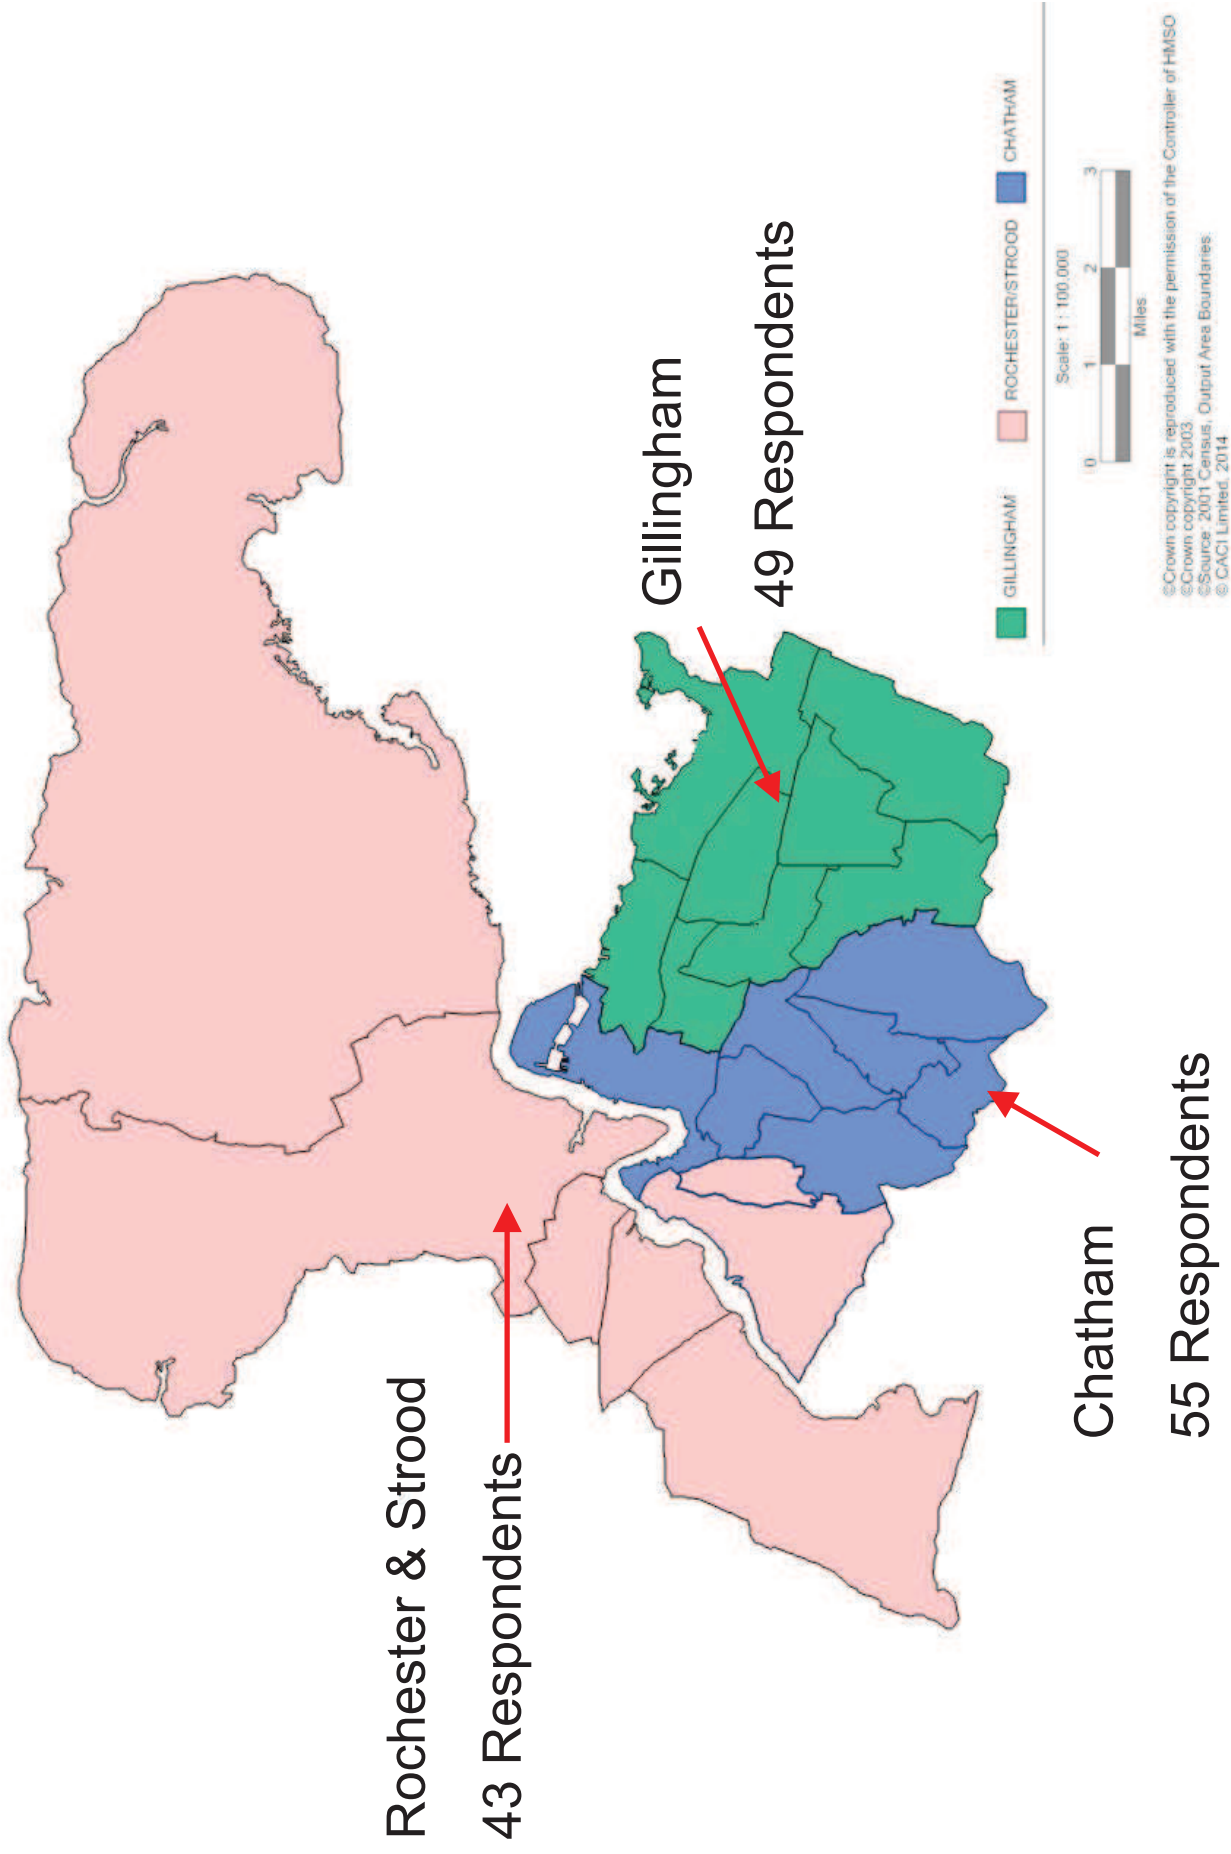 Rochester & Strood
43 Respondents
Gillingham
49 Respondents
Chatham
55 Respondents
GILLINGHAM
ROCHESTER/STROOD
CHATHAM
Scale: 1 : 100.000
0 1 2 3
Miles
©Crown copyright is reproduced with the permission of the Controller of HMSO
©Crown copyright 2003.
©Source: 2001 Census, Output Area Boundaries
© CACI Limited, 2014